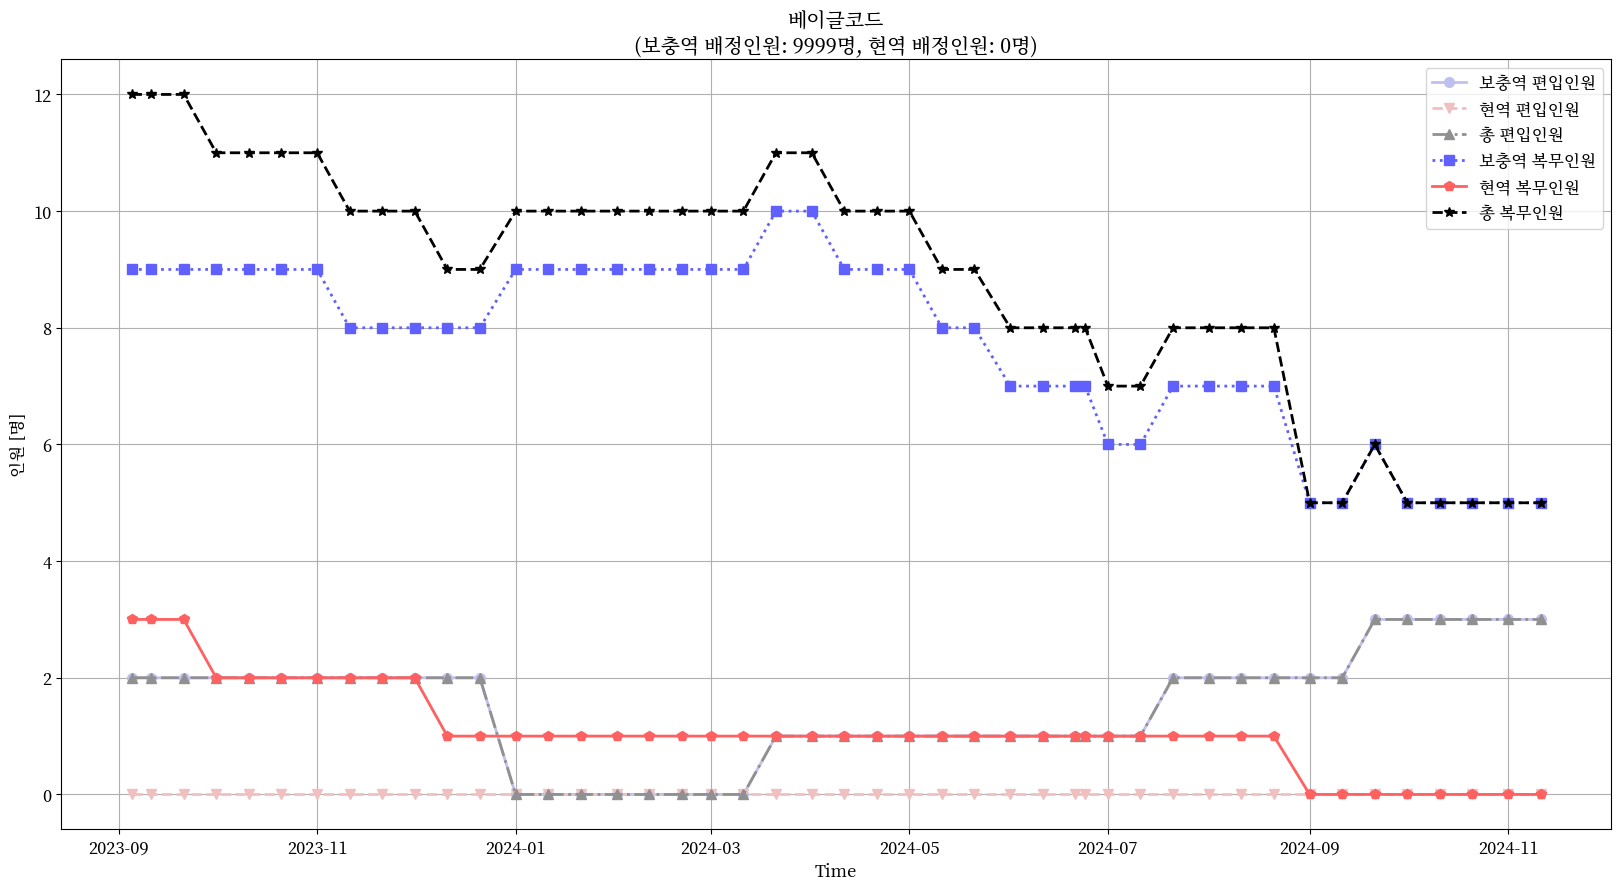 베이글코드
(보충역 배정인원: 9999명, 현역 배정인원: 0명)
보충역 편입인원
현역 편입인원
총 편입인원
보충역 복무인원
현역 복무인원
총 복무인원
인원 [명]
12
10
8
6
4
2
0
2023-09
2023-11
2024-01
2024-03
2024-05
2024-07
2024-09
2024-11
Time